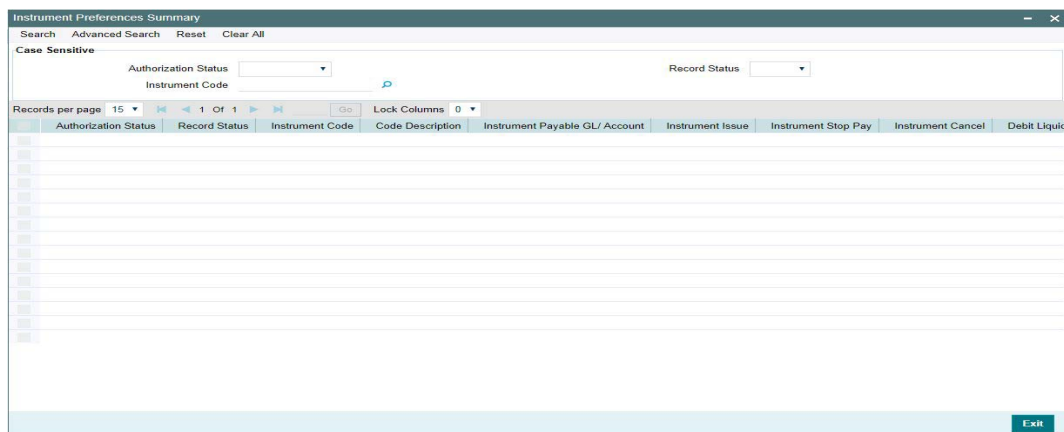 Instrument Preferences Summary
Search Advanced Search Reset Clear All
Case Sensitive
Authorization Status Record Status
Instrument Code
Records per page 15 1 Of 1 Go Lock Columns 0
Authorization Status Record Status Instrument Code Code Description Instrument Payable GL/ Account Instrument Issue Instrument Stop Pay Instrument Cancel Debit Liquid
Exit